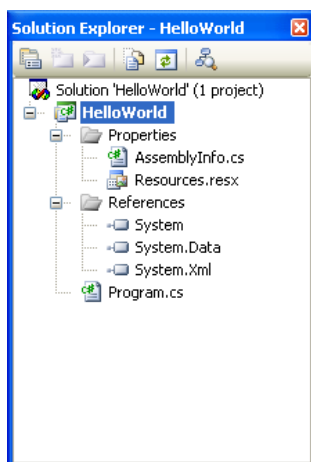 Solution Explorer - HelloWorld
Solution 'HelloWorld' (1 project)
HelloWorld
Properties
AssemblyInfo.cs
Resources.resx
References
System
System.Data
System.Xml
Program.cs